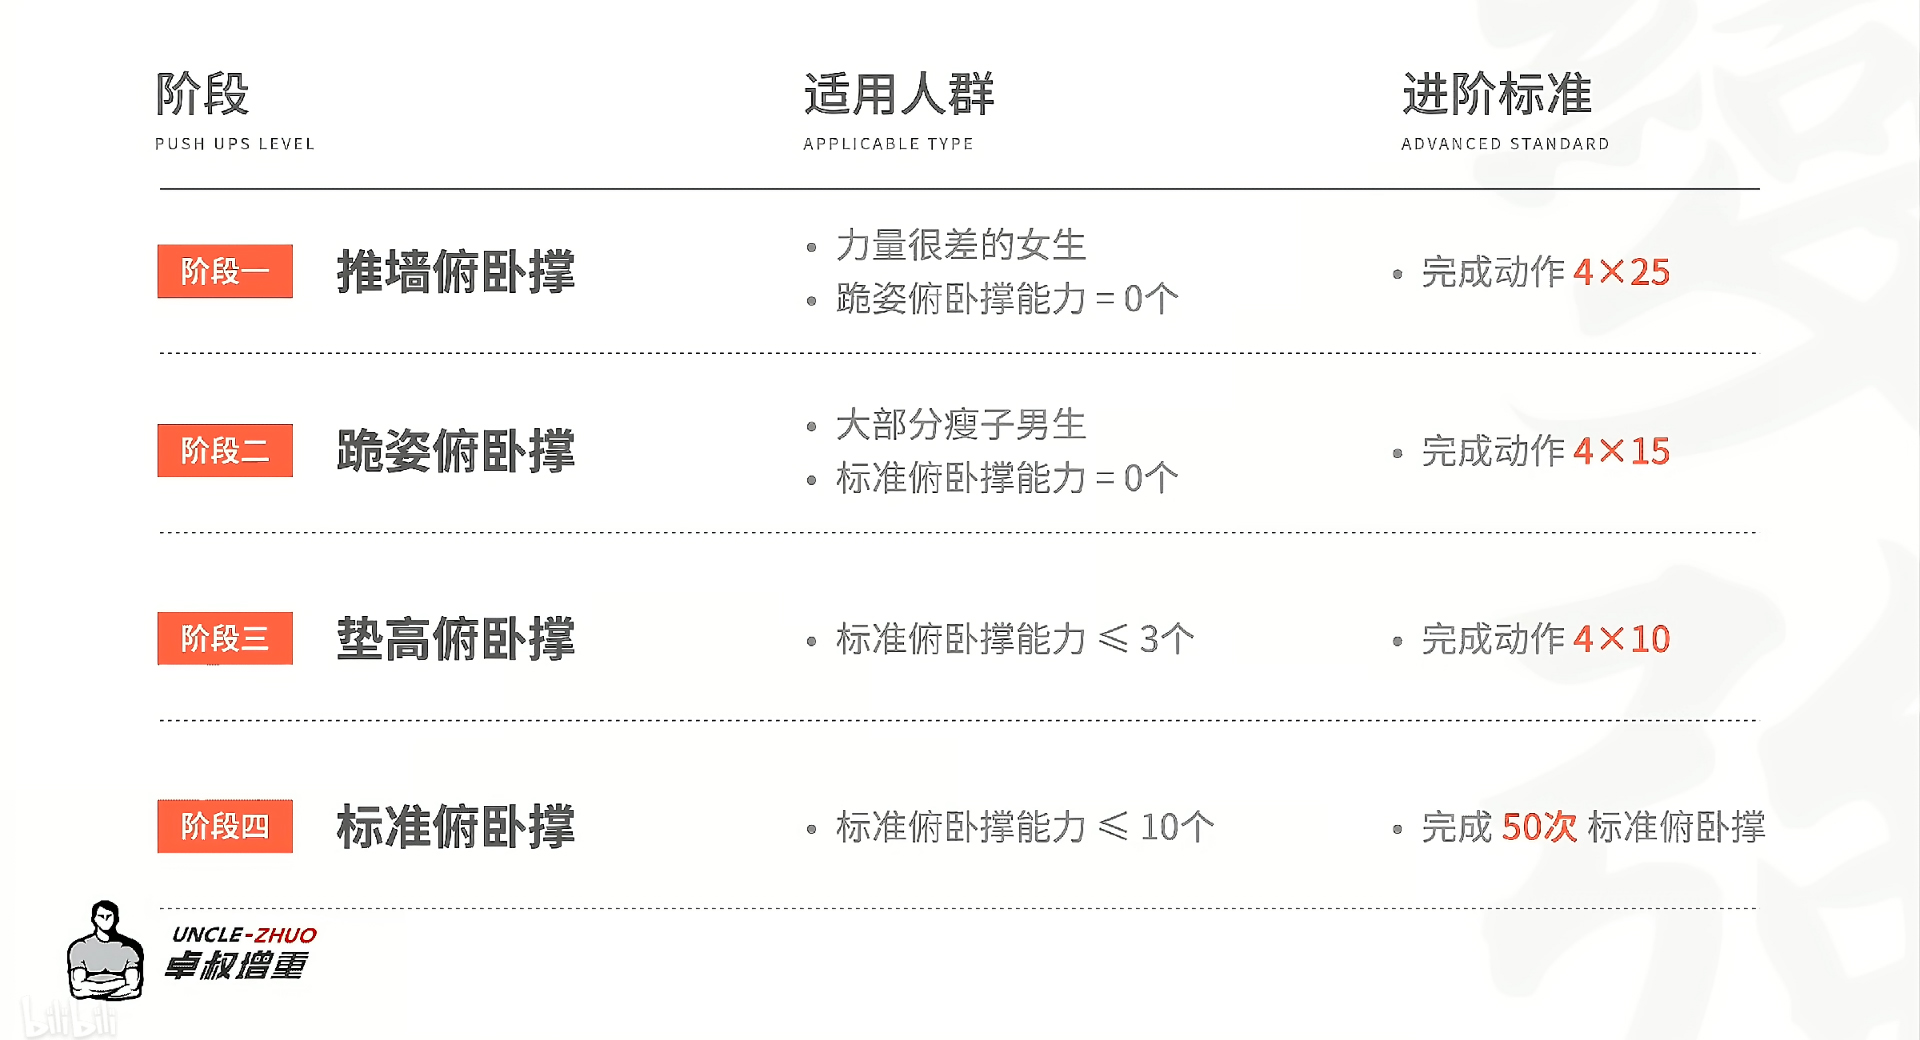 阶段
适用人群
进阶标准
PUSH UPS LEVEL
APPLICABLE TYPE
ADVANCED STANDARD
阶段一
推墙俯卧撑
力量很差的女生
跪姿俯卧撑能力 = 0个
完成动作 4×25
阶段二
跪姿俯卧撑
大部分瘦子男生
标准俯卧撑能力 = 0个
完成动作 4×15
阶段三
垫高俯卧撑
标准俯卧撑能力 ⩽ 3个
完成动作 4×10
阶段四
标准俯卧撑
标准俯卧撑能力 ⩽ 10个
完成 50次 标准俯卧撑
UNCLE-ZHUO
卓叔增重
bilibili